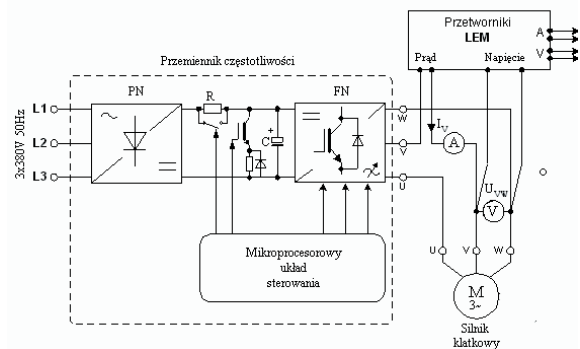 Przetworniki
LEM
A
V
Prąd
Napięcie
Przemiennik częstotliwości
PN
R
FN
L1
L2
L3
3x380V 50Hz
C
W
V
U
I_V
A
U_VW
V
Mikroprocesorowy
układ
sterowania
U
V
W
M
3~
Silnik
klatkowy